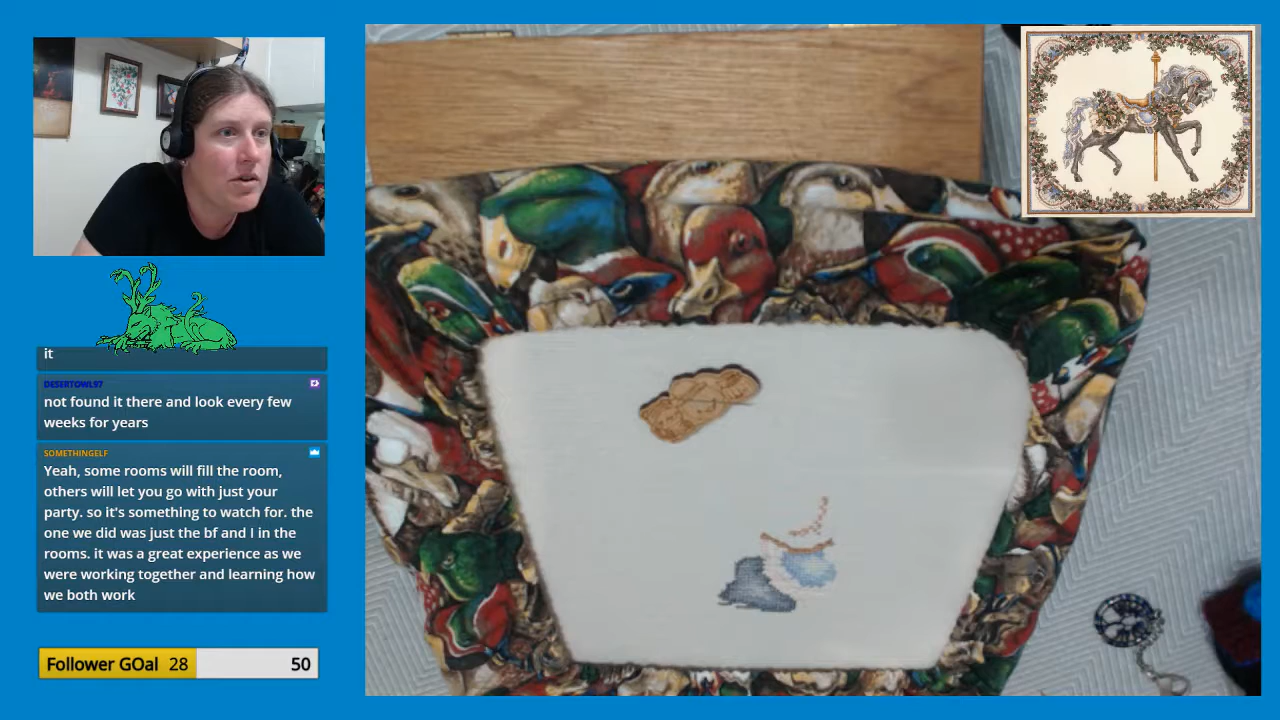 it
DESERTOWL97
not found it there and look every few
weeks for years
SOMETHINGELF
Yeah, some rooms will fill the room,
others will let you go with just your
party. so it's something to watch for. the
one we did was just the bf and I in the
rooms. it was a great experience as we
were working together and learning how
we both work
Follower GOal 28 50